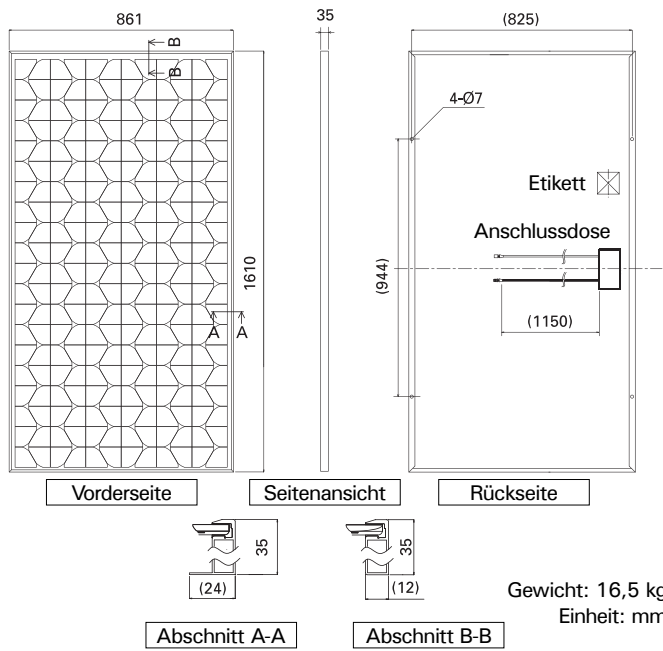 861
35
(825)
B
B
4-Ø7
Etikett
Anschlussdose
1610
(944)
(1150)
A
A
Vorderseite
Seitenansicht
Rückseite
35
(24)
35
(12)
Gewicht: 16,5 kg
Einheit: mm
Abschnitt A-A
Abschnitt B-B